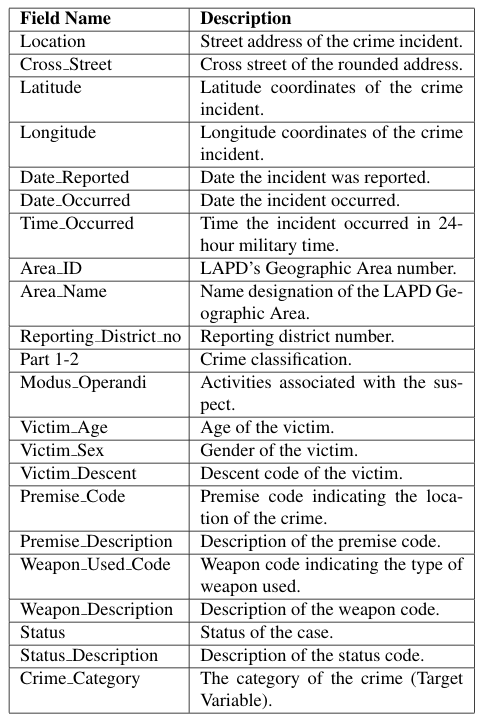 Field Name Description
Location Street address of the crime incident.
Cross_Street Cross street of the rounded address.
Latitude Latitude coordinates of the crime
incident.
Longitude Longitude coordinates of the crime
incident.
Date_Reported Date the incident was reported.
Date_Occurred Date the incident occurred.
Time_Occurred Time the incident occurred in 24-
hour military time.
Area_ID LAPD's Geographic Area number.
Area_Name Name designation of the LAPD Ge-
ographic Area.
Reporting_District_no Reporting district number.
Part 1-2 Crime classification.
Modus_Operandi Activities associated with the sus-
pect.
Victim_Age Age of the victim.
Victim_Sex Gender of the victim.
Victim_Descent Descent code of the victim.
Premise_Code Premise code indicating the loca-
tion of the crime.
Premise_Description Description of the premise code.
Weapon_Used_Code Weapon code indicating the type of
weapon used.
Weapon_Description Description of the weapon code.
Status Status of the case.
Status_Description Description of the status code.
Crime_Category The category of the crime (Target
Variable).